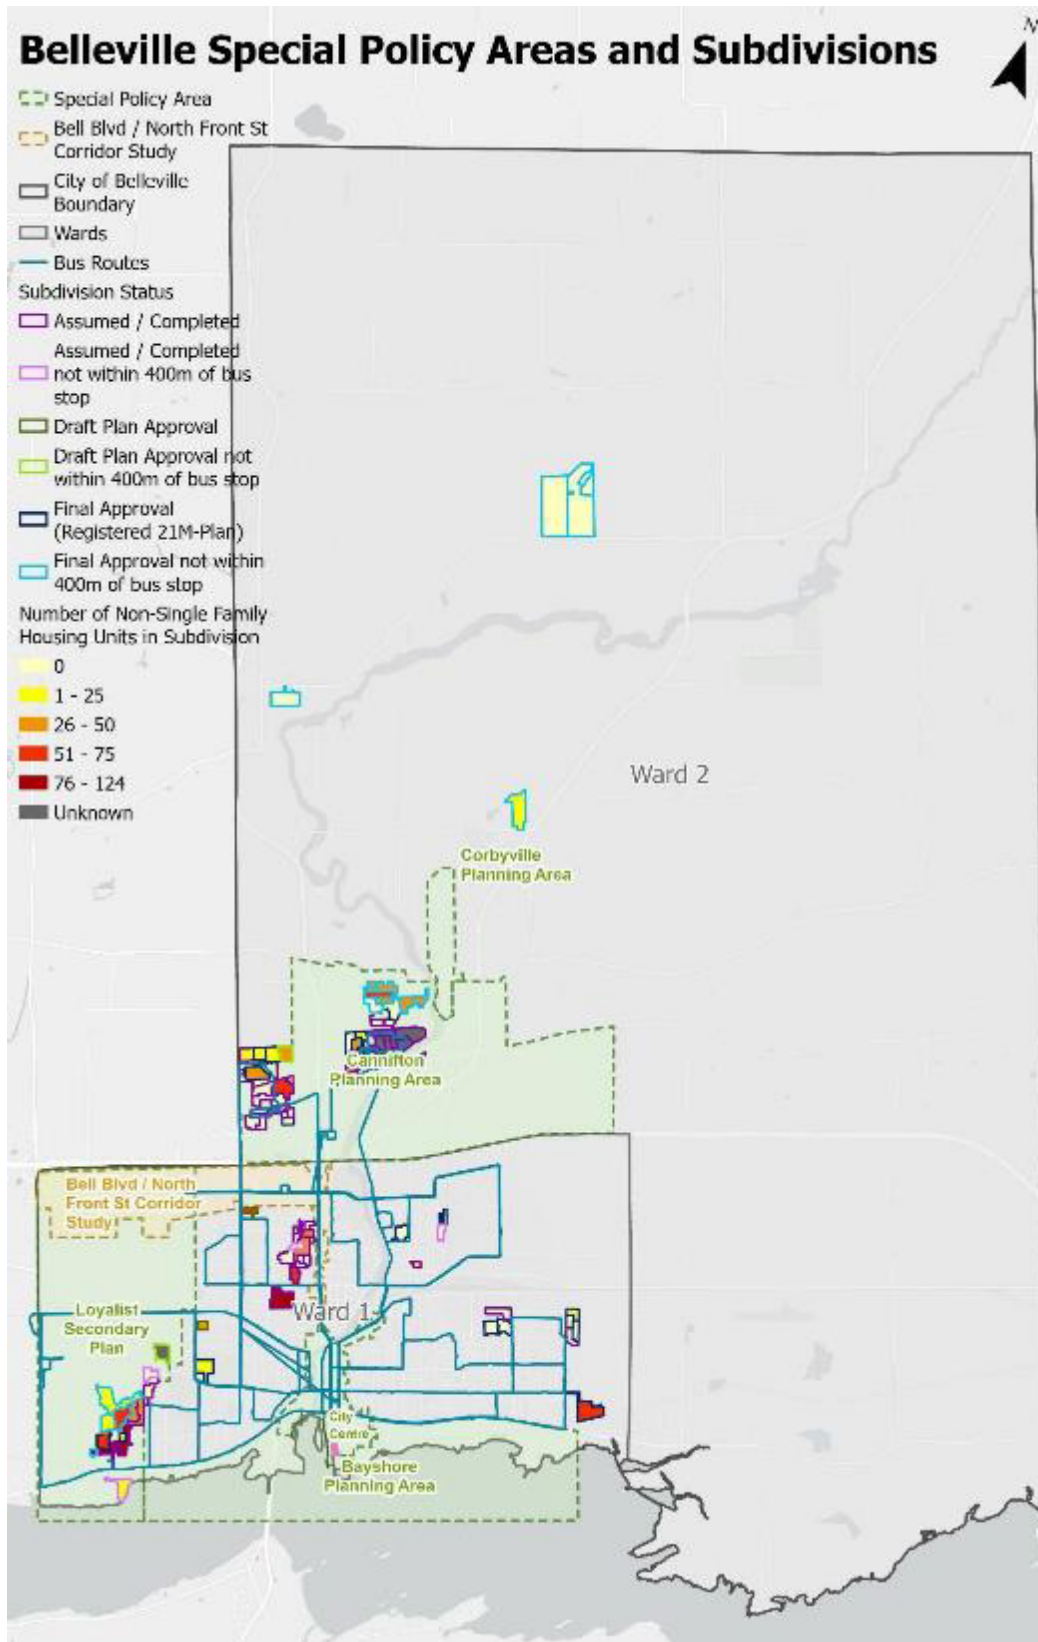 Belleville Special Policy Areas and Subdivisions
N
Special Policy Area
Bell Blvd / North Front St
Corridor Study
City of Belleville
Boundary
Wards
Bus Routes
Subdivision Status
Assumed / Completed
Assumed / Completed
not within 400m of bus
stop
Draft Plan Approval
Draft Plan Approval not
within 400m of bus stop
Final Approval
(Registered 21M-Plan)
Final Approval not within
400m of bus stop
Number of Non-Single Family
Housing Units in Subdivision
0
1 - 25
26 - 50
51 - 75
76 - 124
Unknown
Ward 2
Corbyville
Planning Area
Cannifton
Planning Area
Bell Blvd / North
Front St Corridor
Study
Loyalist
Secondary
Plan
Ward 1
City
Centre
Bayshore
Planning Area